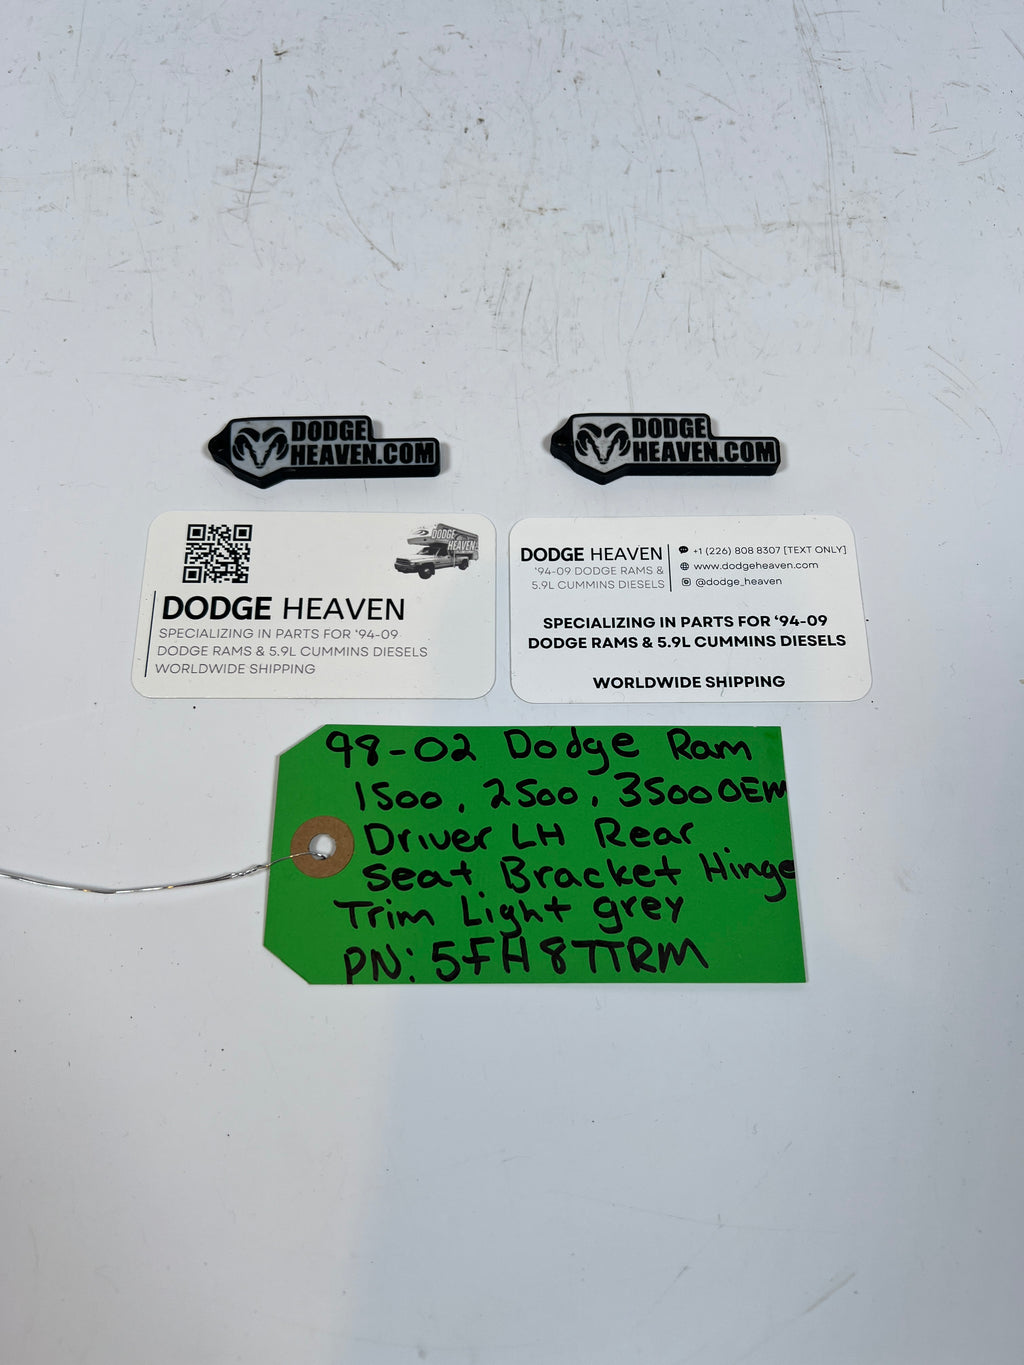 DODGE
HEAVEN.COM
DODGE
HEAVEN.COM
DODGE
HEAVEN
DODGE HEAVEN
SPECIALIZING IN PARTS FOR '94-09
DODGE RAMS & 5.9L CUMMINS DIESELS
WORLDWIDE SHIPPING
DODGE HEAVEN
'94-09 DODGE RAMS &
5.9L CUMMINS DIESELS
+1 (226) 808 8307 [TEXT ONLY]
www.dodgeheaven.com
@dodge_heaven
SPECIALIZING IN PARTS FOR '94-09
DODGE RAMS & 5.9L CUMMINS DIESELS
WORLDWIDE SHIPPING
98-02 Dodge Ram
1500, 2500, 3500 OEM
Driver LH Rear
Seat Bracket Hinge
Trim Light grey
PN: 5FH87TRM